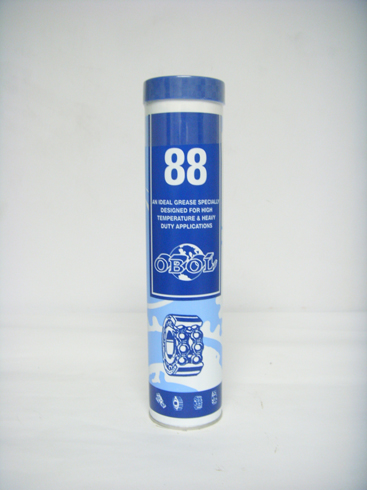 88
AN IDEAL GREASE SPECIALLY
DESIGNED FOR HIGH
TEMPERATURE & HEAVY
DUTY APPLICATIONS
OBOL